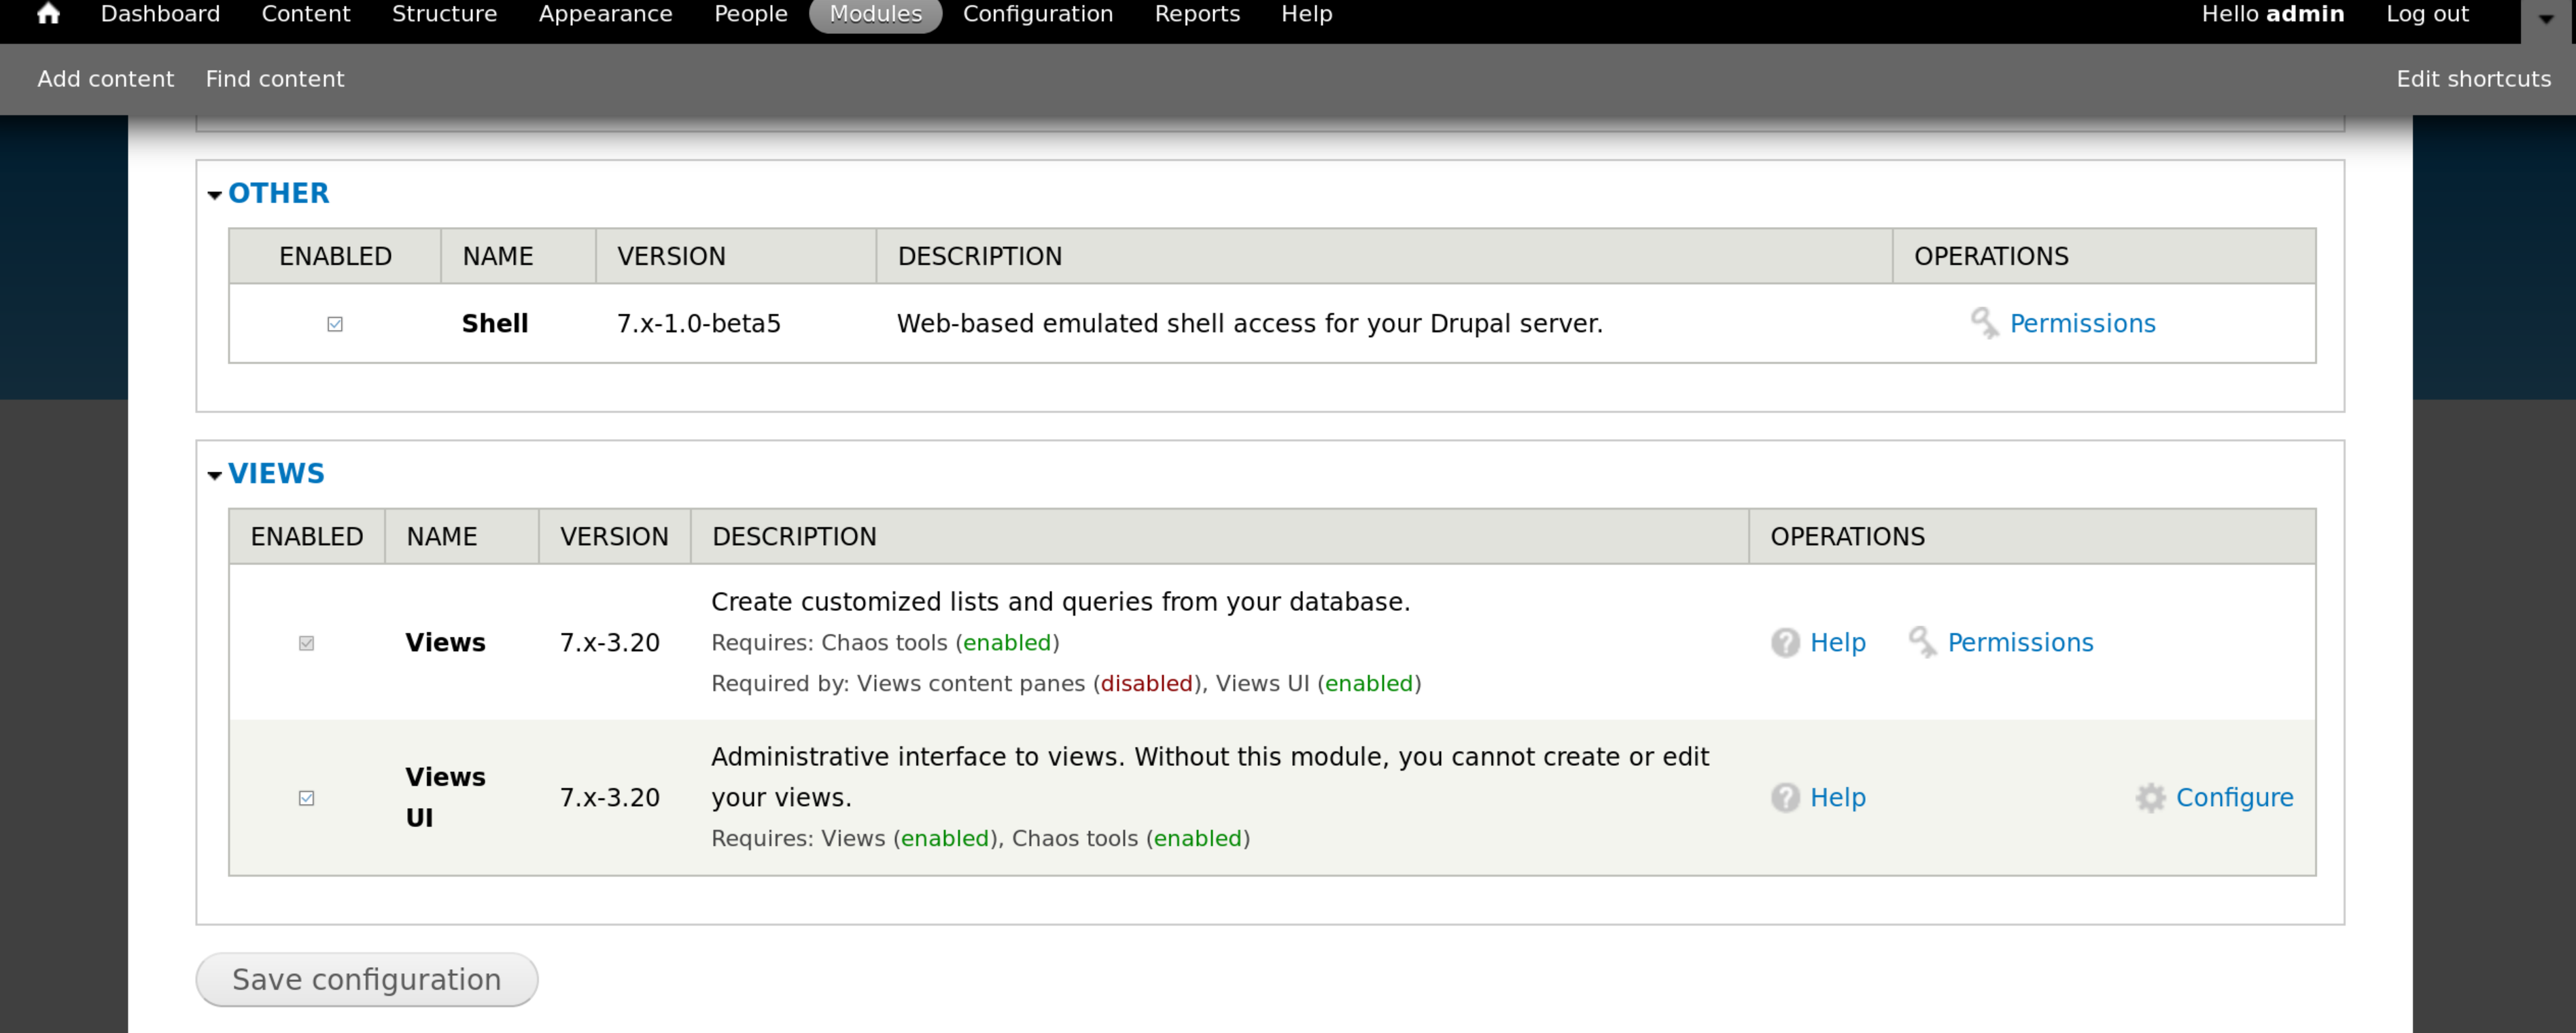 Dashboard Content Structure Appearance People Modules Configuration Reports Help Hello admin Log out
Add content Find content Edit shortcuts
OTHER
ENABLED NAME VERSION DESCRIPTION OPERATIONS
Shell 7.x-1.0-beta5 Web-based emulated shell access for your Drupal server. Permissions
VIEWS
ENABLED NAME VERSION DESCRIPTION OPERATIONS
Create customized lists and queries from your database.
Views 7.x-3.20 Requires: Chaos tools (enabled) Help Permissions
Required by: Views content panes (disabled), Views UI (enabled)
Administrative interface to views. Without this module, you cannot create or edit
Views
UI 7.x-3.20 your views. Help Configure
Requires: Views (enabled), Chaos tools (enabled)
Save configuration